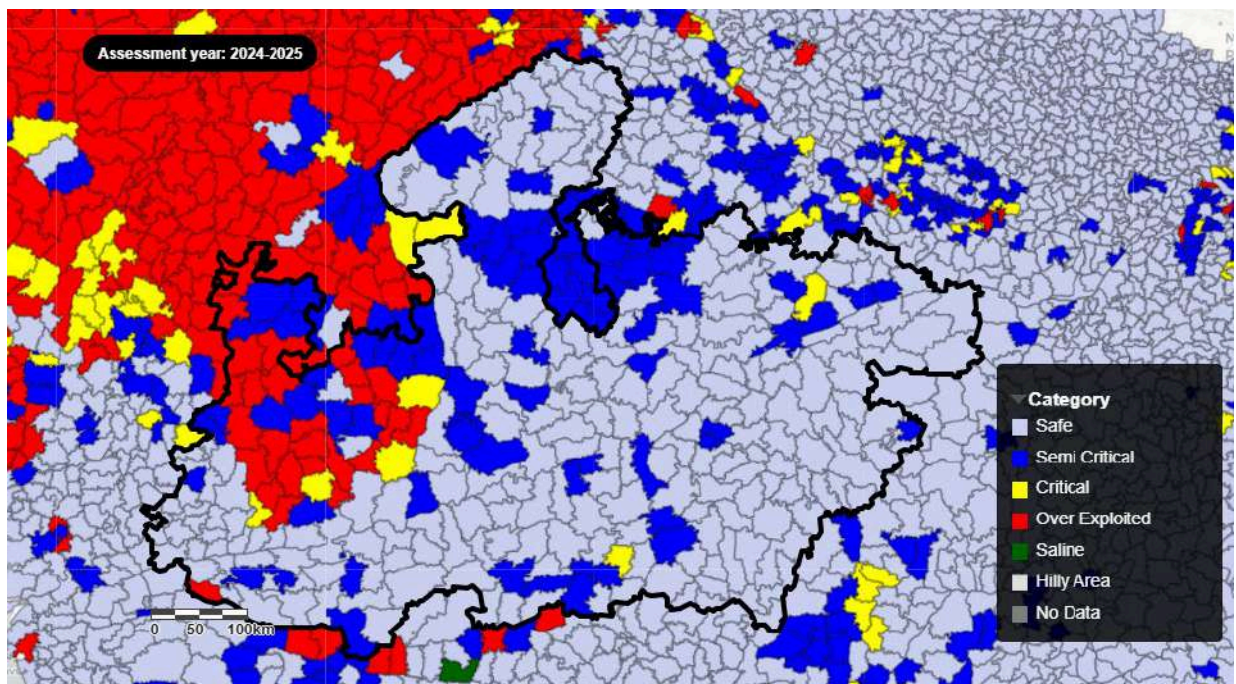 Assessment year: 2024-2025
Category
Safe
Semi Critical
Critical
Over Exploited
Saline
Hilly Area
No Data
0 50 100km